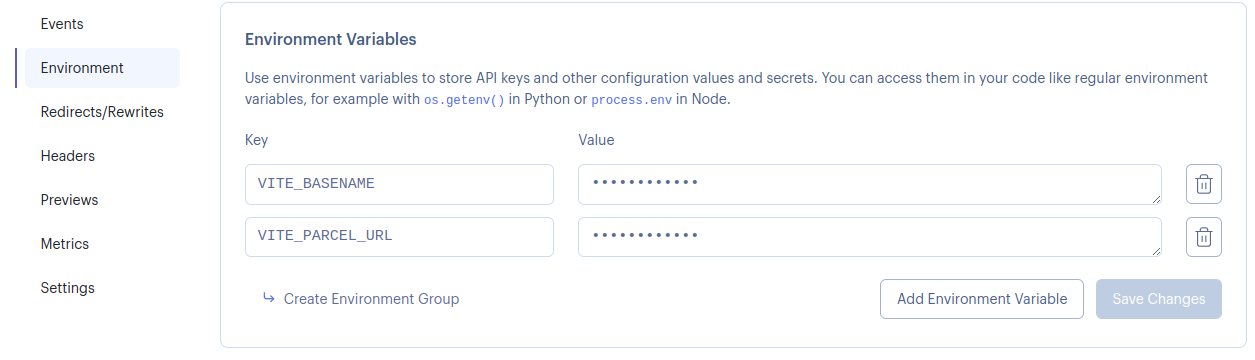 Events
Environment
Redirects/Rewrites
Headers
Previews
Metrics
Settings
Environment Variables
Use environment variables to store API keys and other configuration values and secrets. You can access them in your code like regular environment
variables, for example with os.getenv() in Python or process.env in Node.
Key Value
VITE_BASENAME ••••••••••••
VITE_PARCEL_URL ••••••••••••
Create Environment Group Add Environment Variable Save Changes